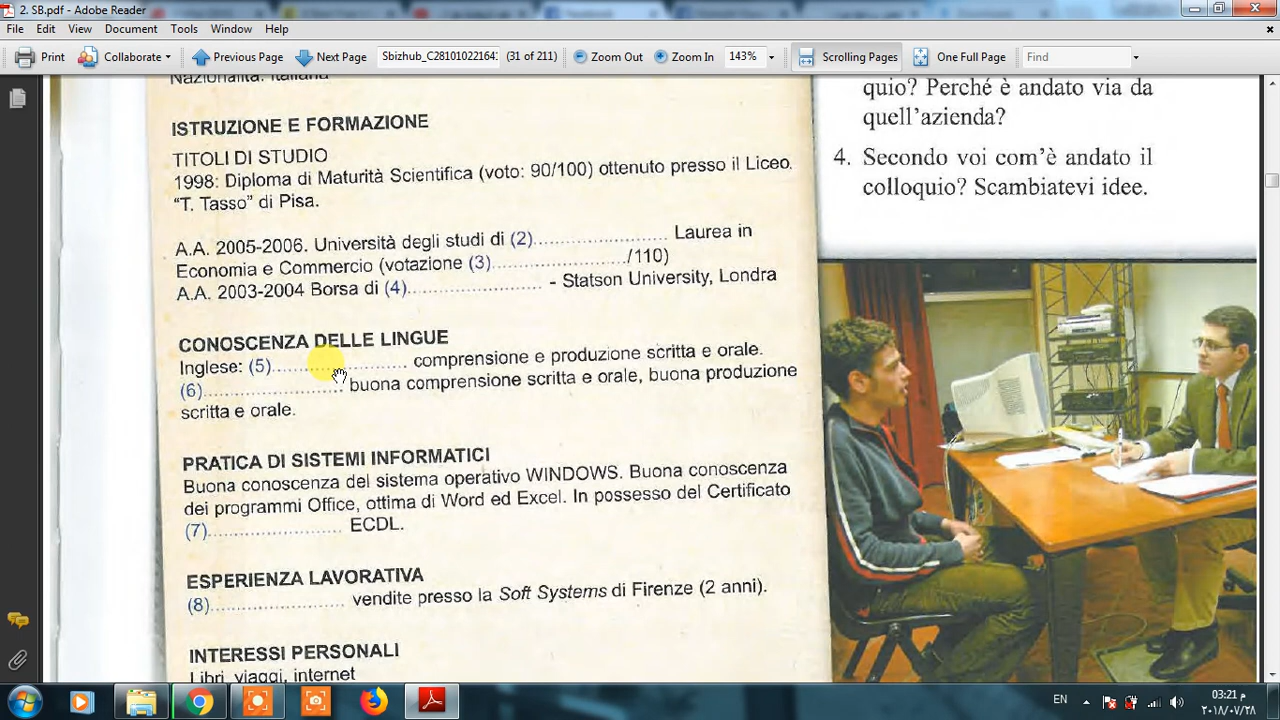 2. SB.pdf - Adobe Reader
File Edit View Document Tools Window Help
Print Collaborate Previous Page Next Page Sbizhub_C28101022164 (31 of 211) Zoom Out Zoom In 143% Scrolling Pages One Full Page Find
Nazionalità: Italiana
ISTRUZIONE E FORMAZIONE
TITOLI DI STUDIO
1998: Diploma di Maturità Scientifica (voto: 90/100) ottenuto presso il Liceo.
“T. Tasso” di Pisa.
A.A. 2005-2006. Università degli studi di (2)........................ Laurea in
Economia e Commercio (votazione (3)........................./110)
A.A. 2003-2004 Borsa di (4)......................... - Statson University, Londra
CONOSCENZA DELLE LINGUE
Inglese: (5)......................... comprensione e produzione scritta e orale.
(6)......................... buona comprensione scritta e orale, buona produzione
scritta e orale.
PRATICA DI SISTEMI INFORMATICI
Buona conoscenza del sistema operativo WINDOWS. Buona conoscenza
dei programmi Office, ottima di Word ed Excel. In possesso del Certificato
(7)......................... ECDL.
ESPERIENZA LAVORATIVA
(8)......................... vendite presso la Soft Systems di Firenze (2 anni).
INTERESSI PERSONALI
Libri, viaggi, internet
quio? Perché è andato via da
quell’azienda?
4. Secondo voi com’è andato il
colloquio? Scambiatevi idee.
EN
03:21 م
٢٠١٨/٠٧/٢٨